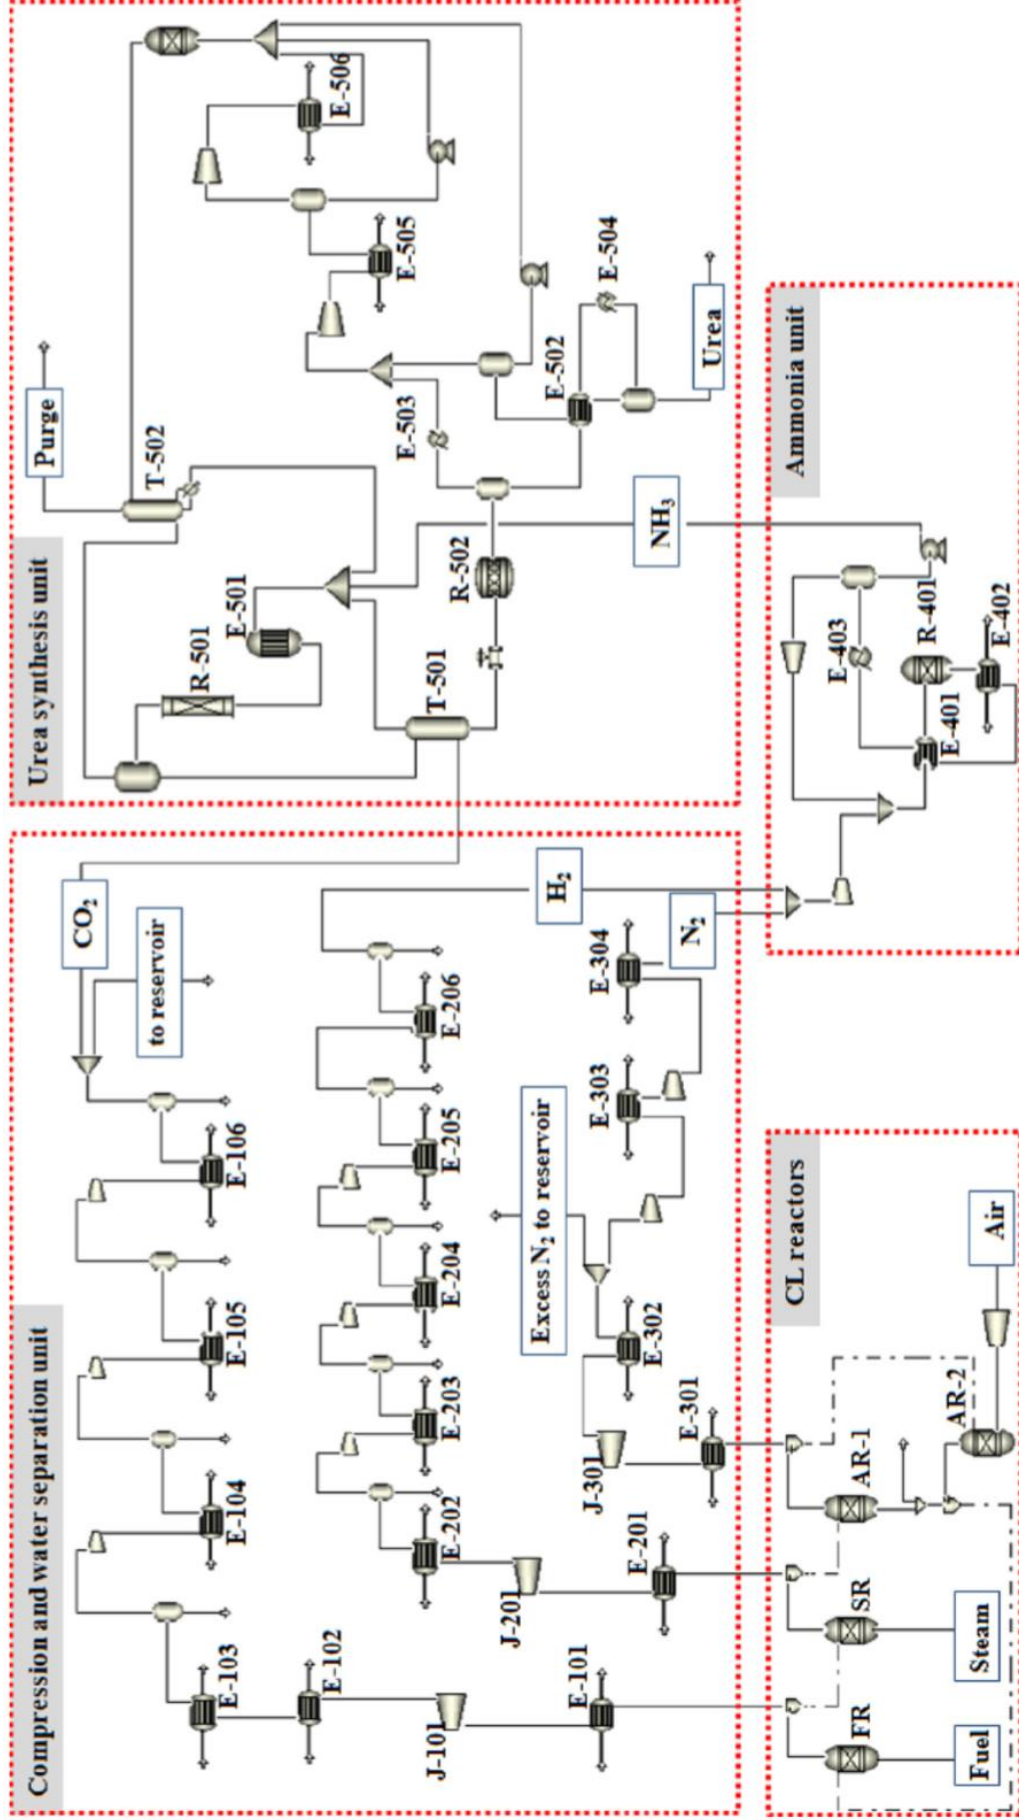 Compression and water separation unit
E-103
E-102
J-101
E-101
E-104
E-105
E-106
CO₂
to reservoir
E-202
J-201
E-201
E-203
E-204
E-205
E-206
H₂
J-301
E-301
E-302
Excess N₂ to reservoir
E-303
E-304
N₂
CL reactors
FR
Fuel
SR
Steam
AR-1
AR-2
Air
Urea synthesis unit
R-501
E-501
T-501
R-502
T-502
Purge
E-503
E-502
E-504
E-505
E-506
Urea
NH₃
Ammonia unit
E-403
R-401
E-401
E-402